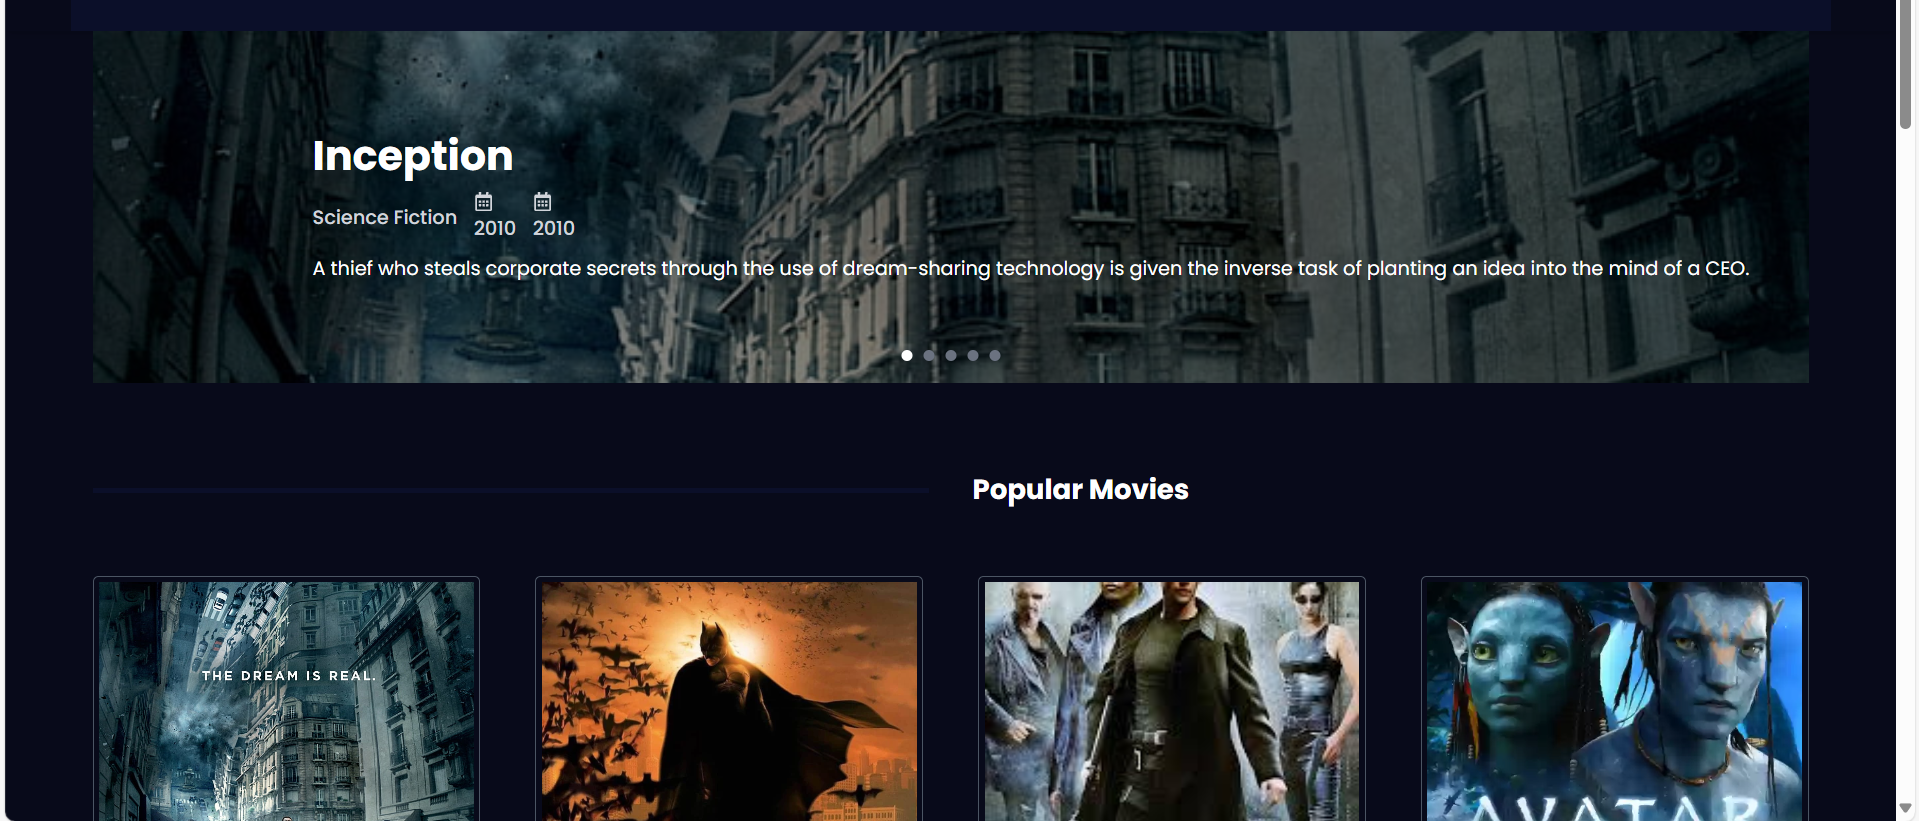 Inception
Science Fiction 2010 2010
A thief who steals corporate secrets through the use of dream-sharing technology is given the inverse task of planting an idea into the mind of a CEO.
Popular Movies
THE DREAM IS REAL.
AVATAR